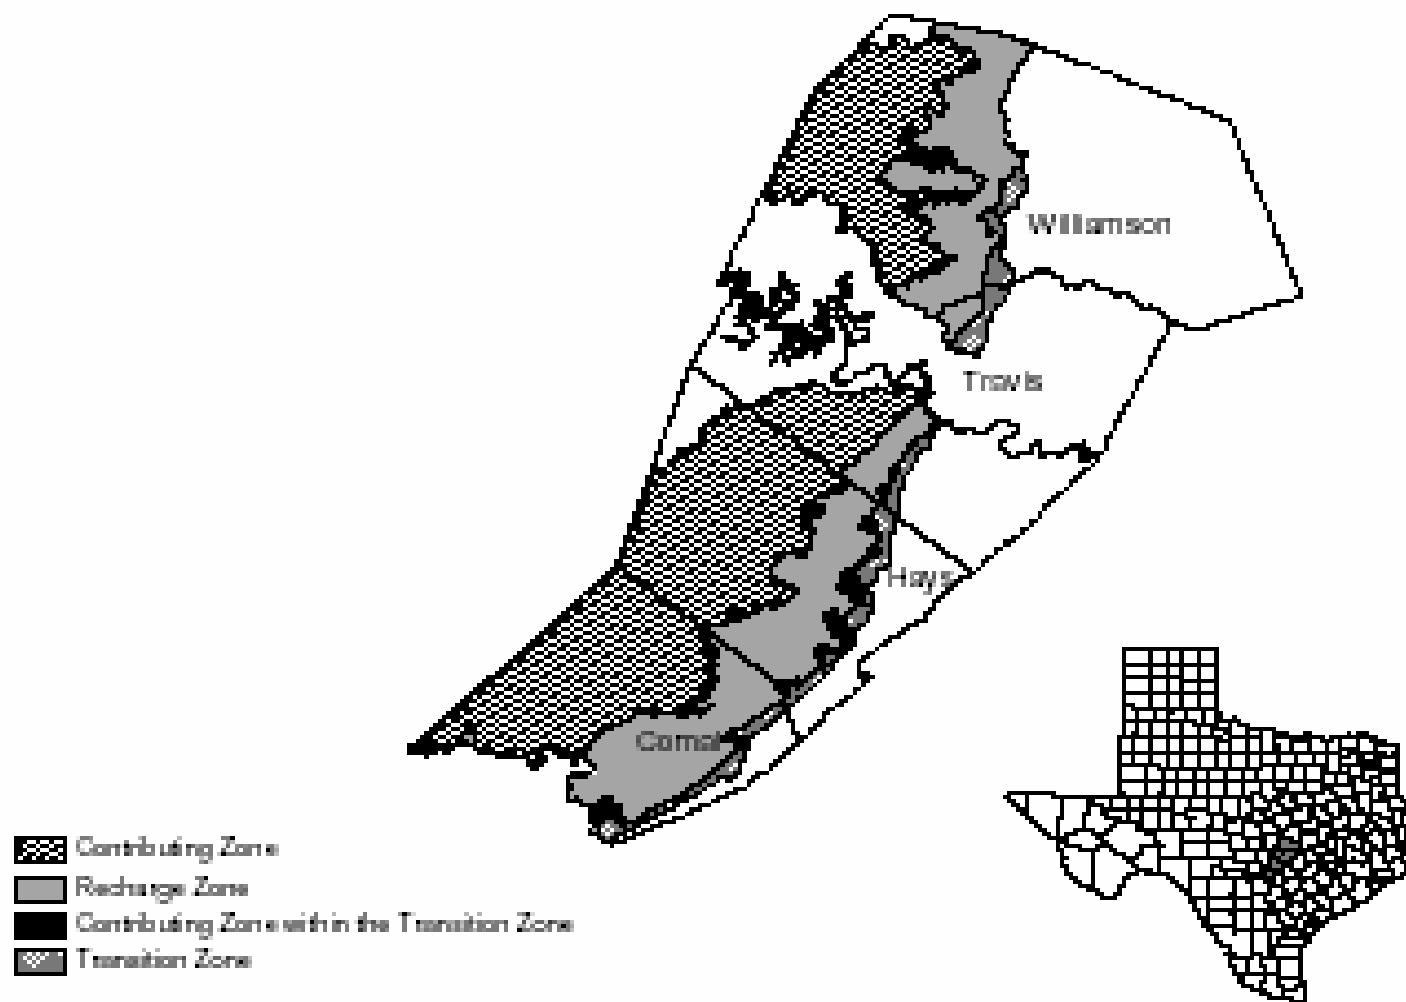 Williamson
Travis
Hays
Comal
Contributing Zone
Recharge Zone
Contributing Zone within the Transition Zone
Transition Zone